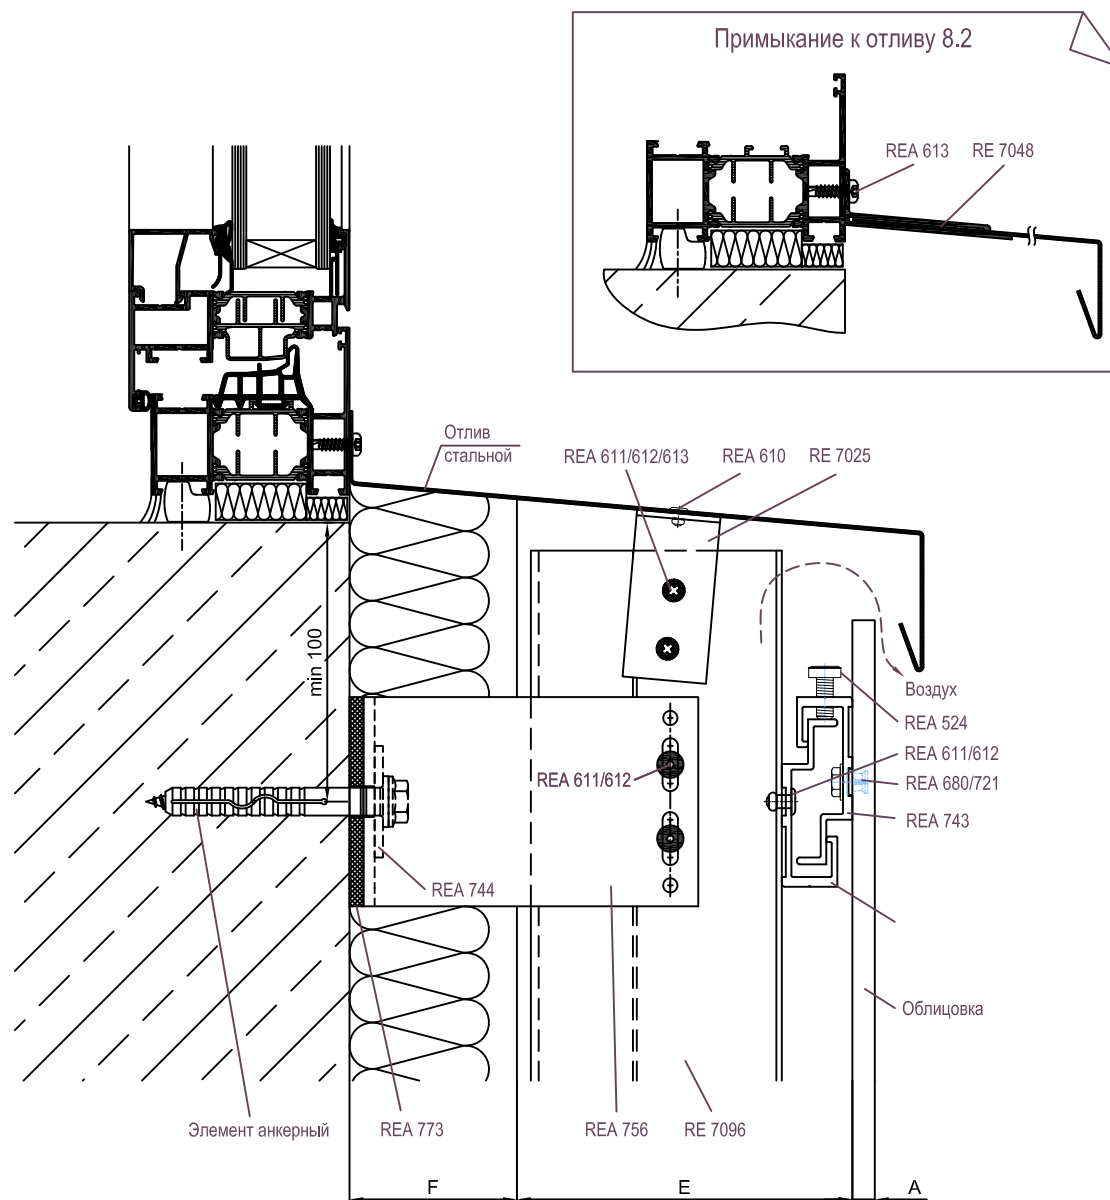 Примыкание к отливу 8.2
REA 613
RE 7048
Отлив
стальной
REA 611/612/613
REA 610
RE 7025
min 100
Воздух
REA 524
REA 611/612
REA 611/612
REA 680/721
REA 743
REA 744
Облицовка
Элемент анкерный
REA 773
REA 756
RE 7096
F
E
A